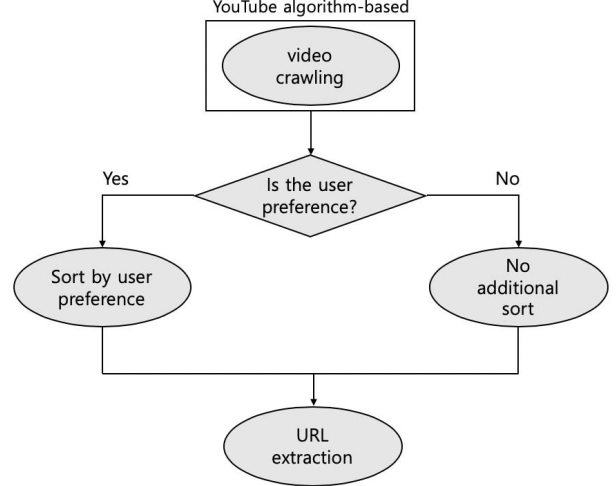 YouTube algorithm-based
video
crawling
Is the user
preference?
Yes
No
Sort by user
preference
No
additional
sort
URL
extraction